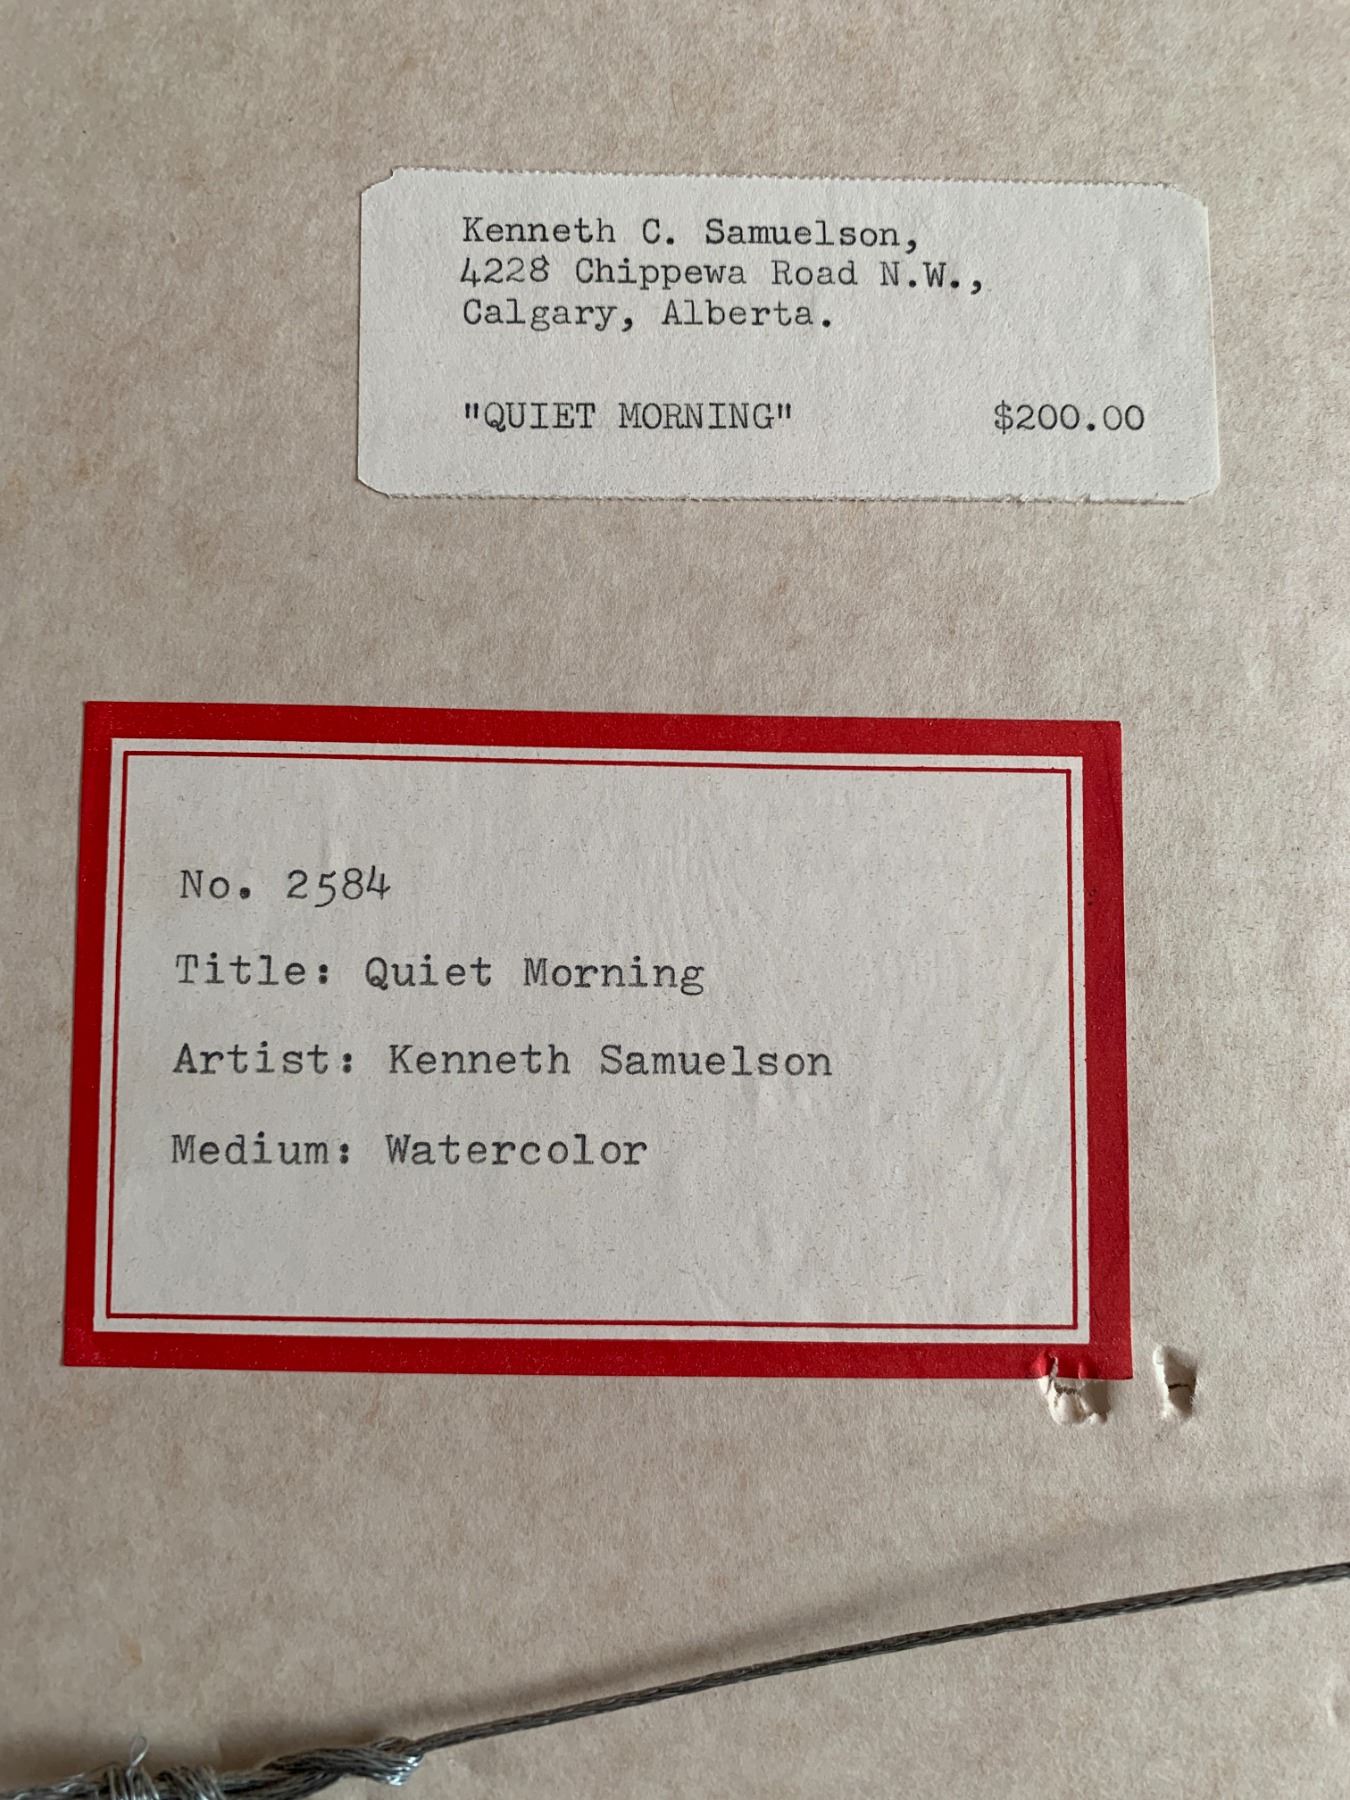 Kenneth C. Samuelson,
4228 Chippewa Road N.W.,
Calgary, Alberta.
"QUIET MORNING" $200.00
No. 2584
Title: Quiet Morning
Artist: Kenneth Samuelson
Medium: Watercolor